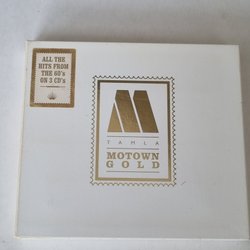 ALL THE
HITS FROM
THE 60's
ON 3 CD's
M
TAMLA
MOTOWN
GOLD